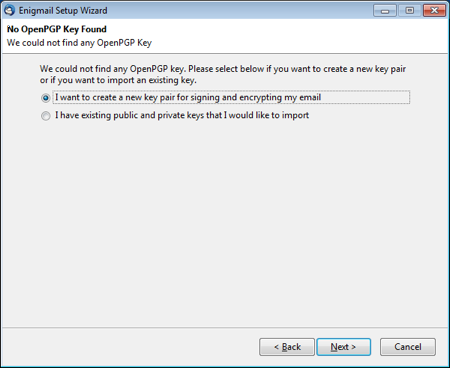 Enigmail Setup Wizard
No OpenPGP Key Found
We could not find any OpenPGP Key
We could not find any OpenPGP key. Please select below if you want to create a new key pair
or if you want to import an existing key.
I want to create a new key pair for signing and encrypting my email
I have existing public and private keys that I would like to import
< Back
Next >
Cancel